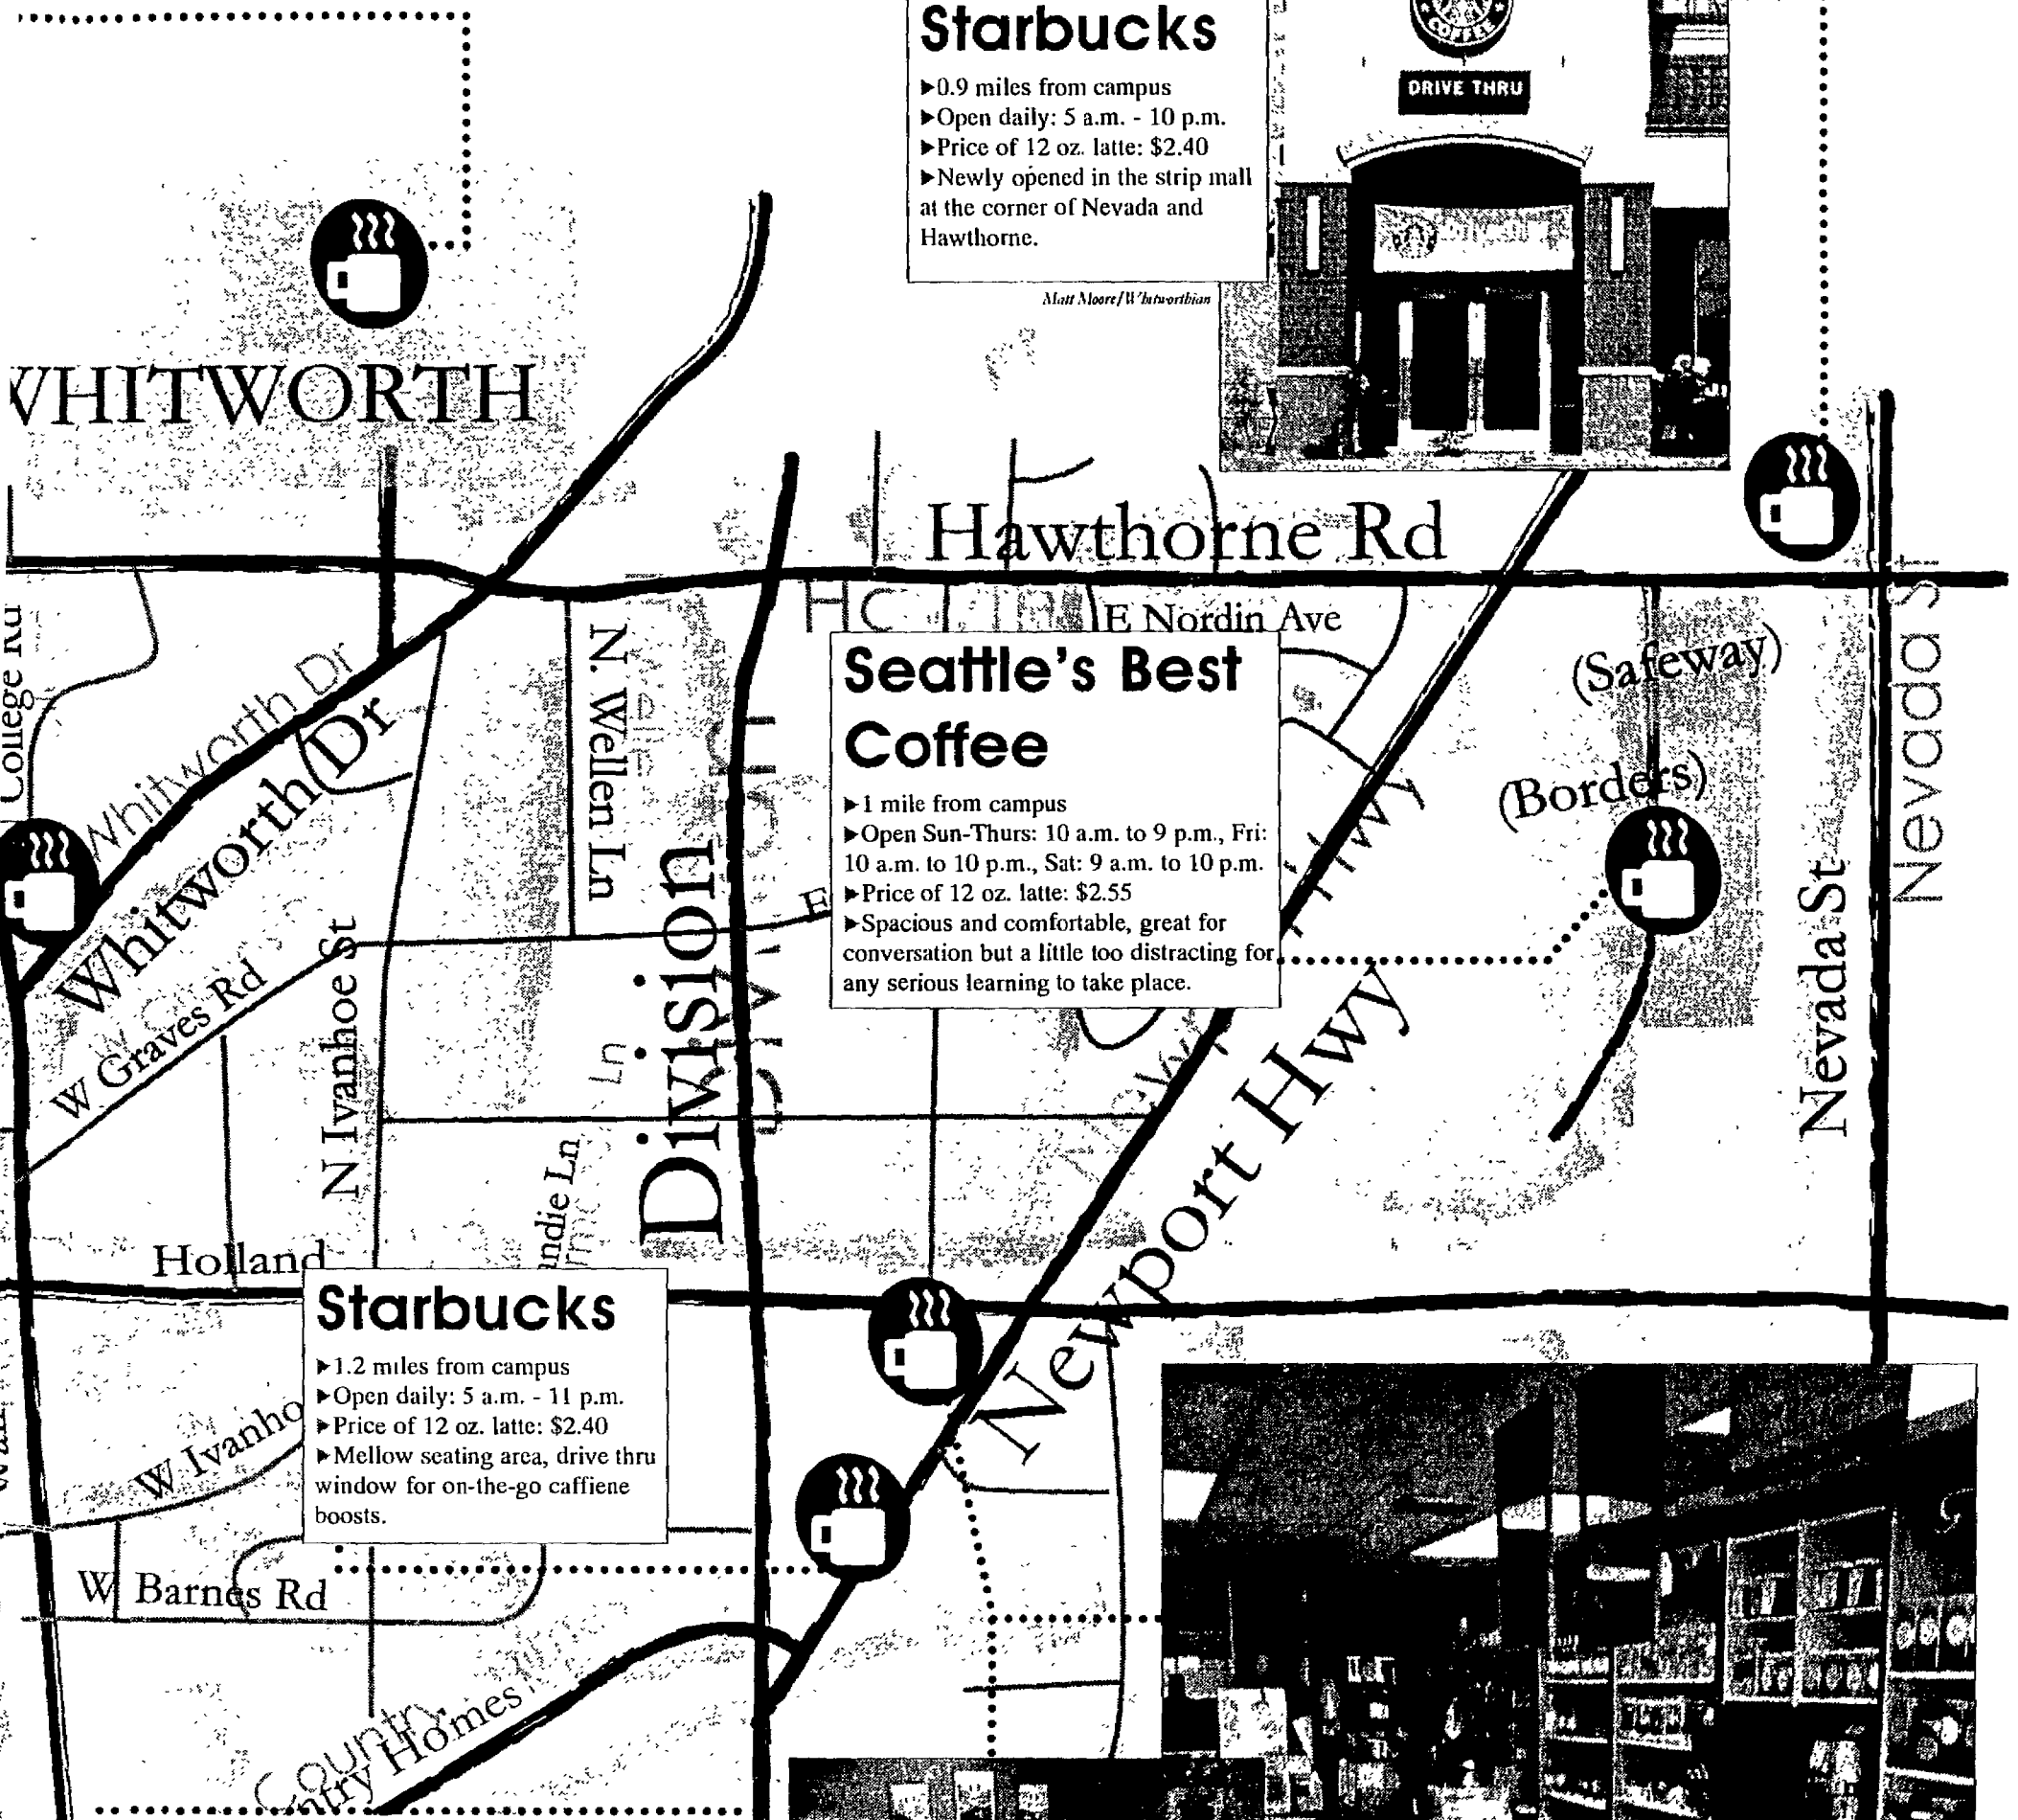 Starbucks
▶0.9 miles from campus
▶Open daily: 5 a.m. - 10 p.m.
▶Price of 12 oz. latte: $2.40
▶Newly opened in the strip mall
at the corner of Nevada and
Hawthorne.
Matt Moore/Whitworthian
COFFEE
DRIVE THRU
WHITWORTH
Hawthorne Rd
E Nordin Ave
College Rd
Whitworth Dr
Whitworth Dr
N. Wellen Ln
(Safeway)
(Borders)
Nevada St
Nevada St
Seattle's Best
Coffee
▶1 mile from campus
▶Open Sun-Thurs: 10 a.m. to 9 p.m., Fri:
10 a.m. to 10 p.m., Sat: 9 a.m. to 10 p.m.
▶Price of 12 oz. latte: $2.55
▶Spacious and comfortable, great for
conversation but a little too distracting for
any serious learning to take place.
Hwy
E
W Graves Rd
N Ivanhoe St
Division
Ln
andie Ln
Newport Hwy
Holland
Starbucks
▶1.2 miles from campus
▶Open daily: 5 a.m. - 11 p.m.
▶Price of 12 oz. latte: $2.40
▶Mellow seating area, drive thru
window for on-the-go caffiene
boosts.
W Ivanho
W Barnes Rd
Country
ntry Homes